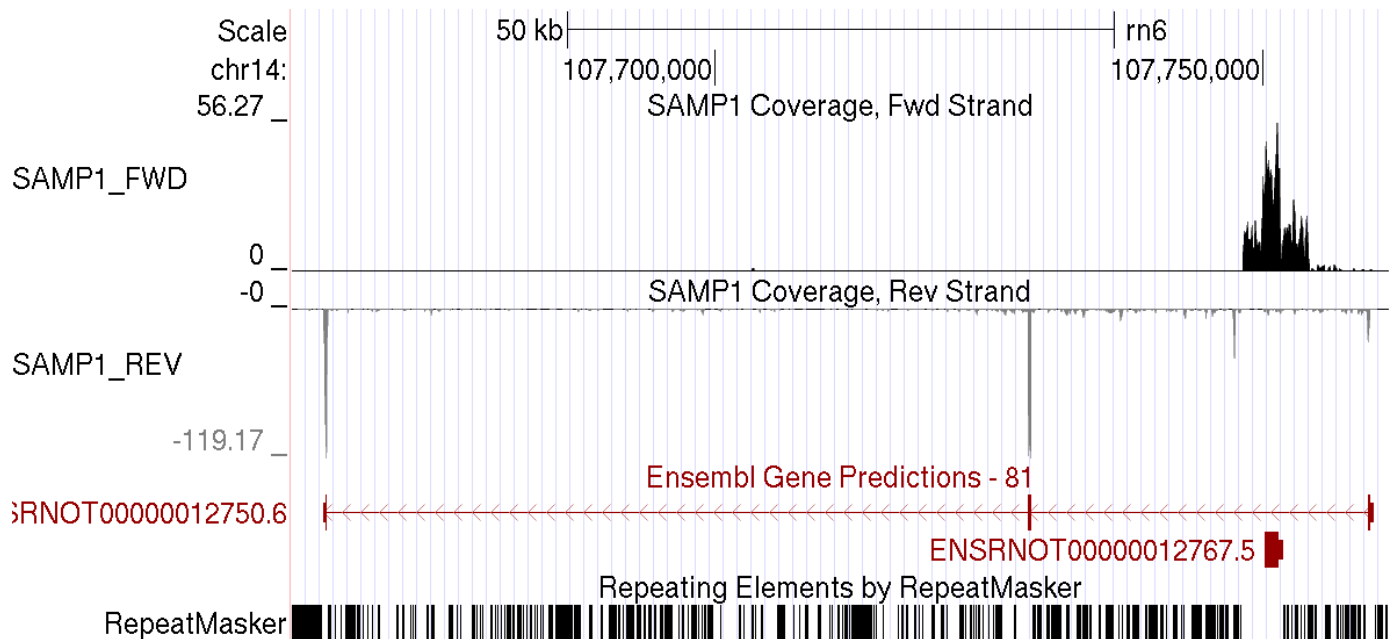 Scale 50 kb rn6
chr14: 107,700,000 107,750,000
56.27 _ SAMP1 Coverage, Fwd Strand
SAMP1_FWD
0 _
-0 _ SAMP1 Coverage, Rev Strand
SAMP1_REV
-119.17 _
Ensembl Gene Predictions - 81
SRNOT00000012750.6
ENSRNOT00000012767.5
Repeating Elements by RepeatMasker
RepeatMasker